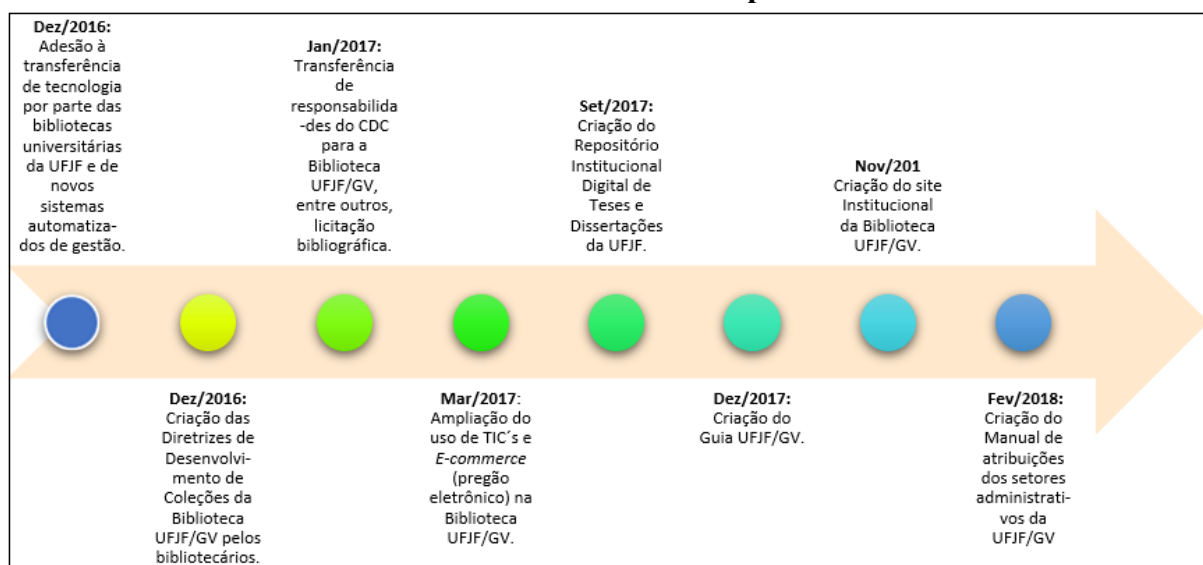 Dez/2016:
Adesão à
transferência
de tecnologia
por parte das
bibliotecas
universitárias
da UFJF e de
novos
sistemas
automatiza-
dos de gestão.
Dez/2016:
Criação das
Diretrizes de
Desenvolvi-
mento de
Coleções da
Biblioteca
UFJF/GV pelos
bibliotecários.
Jan/2017:
Transferência
de
responsabilida
-des do CDC
para a
Biblioteca
UFJF/GV,
entre outros,
licitação
bibliográfica.
Mar/2017:
Ampliação do
uso de TIC´s e
E-commerce
(pregão
eletrônico) na
Biblioteca
UFJF/GV.
Set/2017:
Criação do
Repositório
Institucional
Digital de
Teses e
Dissertações
da UFJF.
Dez/2017:
Criação do
Guia UFJF/GV.
Nov/201
Criação do site
Institucional
da Biblioteca
UFJF/GV.
Fev/2018:
Criação do
Manual de
atribuições
dos setores
administrati-
vos da
UFJF/GV